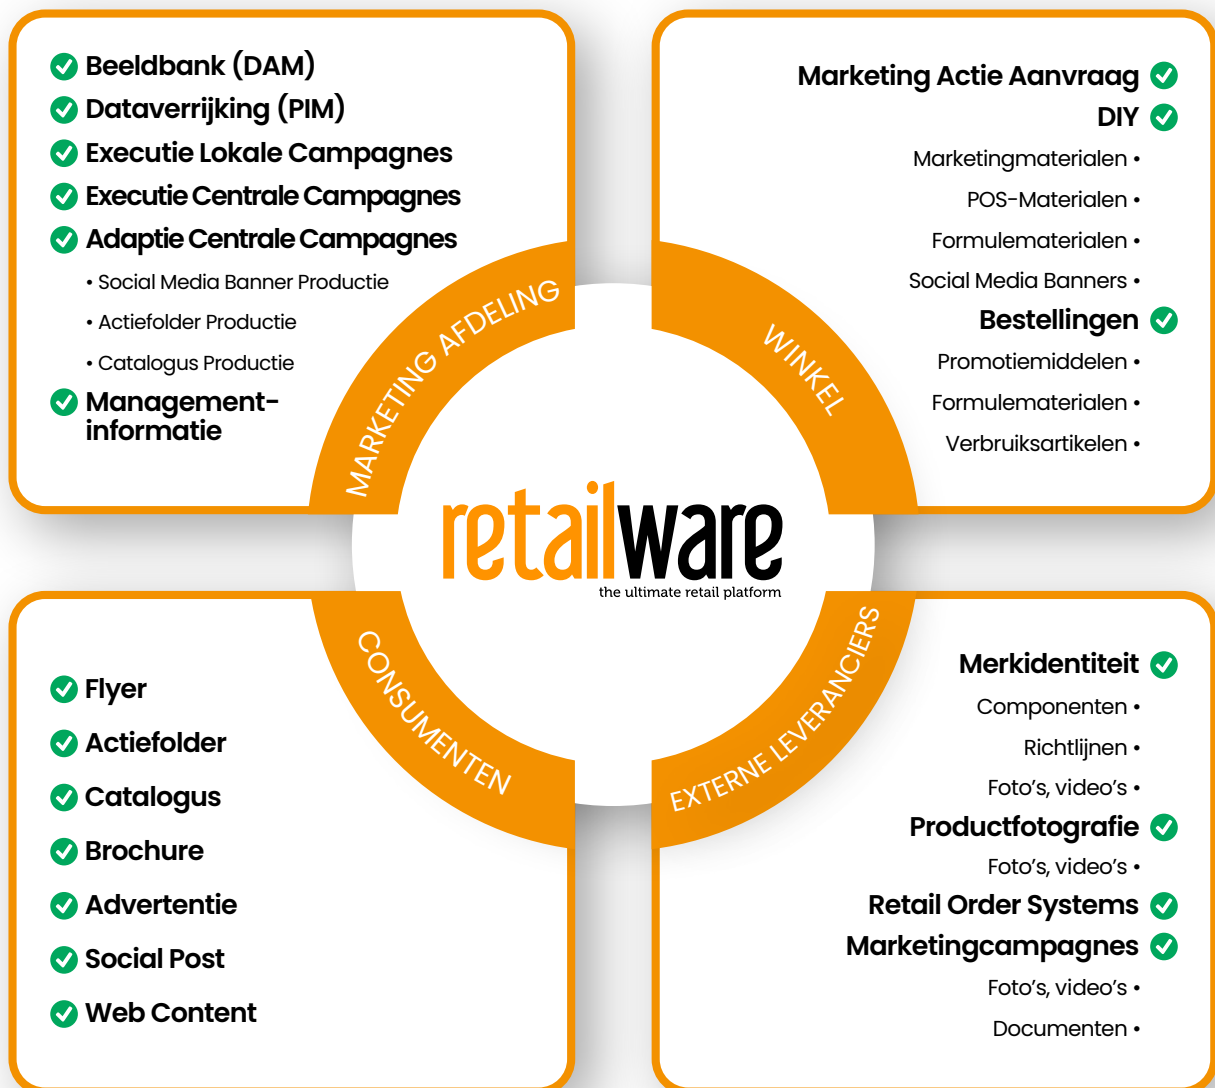 Beeldbank (DAM)
Dataverrijking (PIM)
Executie Lokale Campagnes
Executie Centrale Campagnes
Adaptie Centrale Campagnes
• Social Media Banner Productie
• Actiefolder Productie
• Catalogus Productie
Management-
informatie
MARKETING AFDELING
Marketing Actie Aanvraag
DIY
Marketingmaterialen •
POS-Materialen •
Formulematerialen •
Social Media Banners •
Bestellingen
Promotiemiddelen •
Formulematerialen •
Verbruiksartikelen •
WINKEL
retailware
the ultimate retail platform
CONSUMENTEN
Flyer
Actiefolder
Catalogus
Brochure
Advertentie
Social Post
Web Content
EXTERNE LEVERANCIERS
Merkidentiteit
Componenten •
Richtlijnen •
Foto's, video's •
Productfotografie
Foto's, video's •
Retail Order Systems
Marketingcampagnes
Foto's, video's •
Documenten •